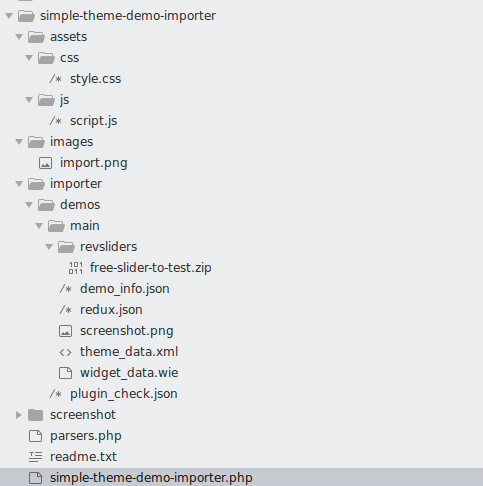 simple-theme-demo-importer
assets
css
style.css
js
script.js
images
import.png
importer
demos
main
revsliders
free-slider-to-test.zip
demo_info.json
redux.json
screenshot.png
theme_data.xml
widget_data.wie
plugin_check.json
screenshot
parsers.php
readme.txt
simple-theme-demo-importer.php